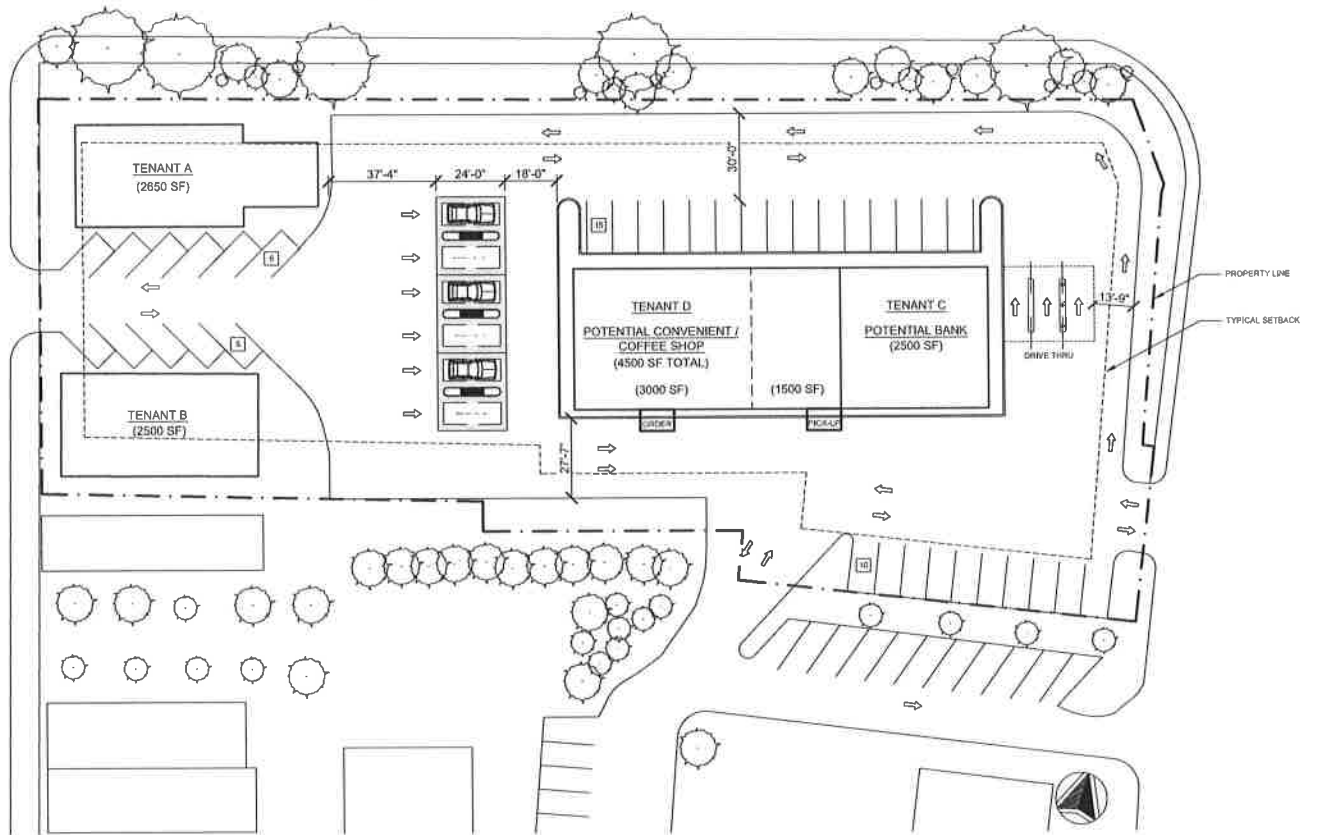 TENANT A
(2650 SF)
37'-4"
24'-0"
18'-0"
30'-0"
15
6
5
TENANT B
(2500 SF)
TENANT D
POTENTIAL CONVENIENT /
COFFEE SHOP
(4500 SF TOTAL)
(3000 SF)
(1500 SF)
TENANT C
POTENTIAL BANK
(2500 SF)
13'-9"
DRIVE THRU
PROPERTY LINE
TYPICAL SETBACK
ORDER
PICK-UP
27'-7"
10